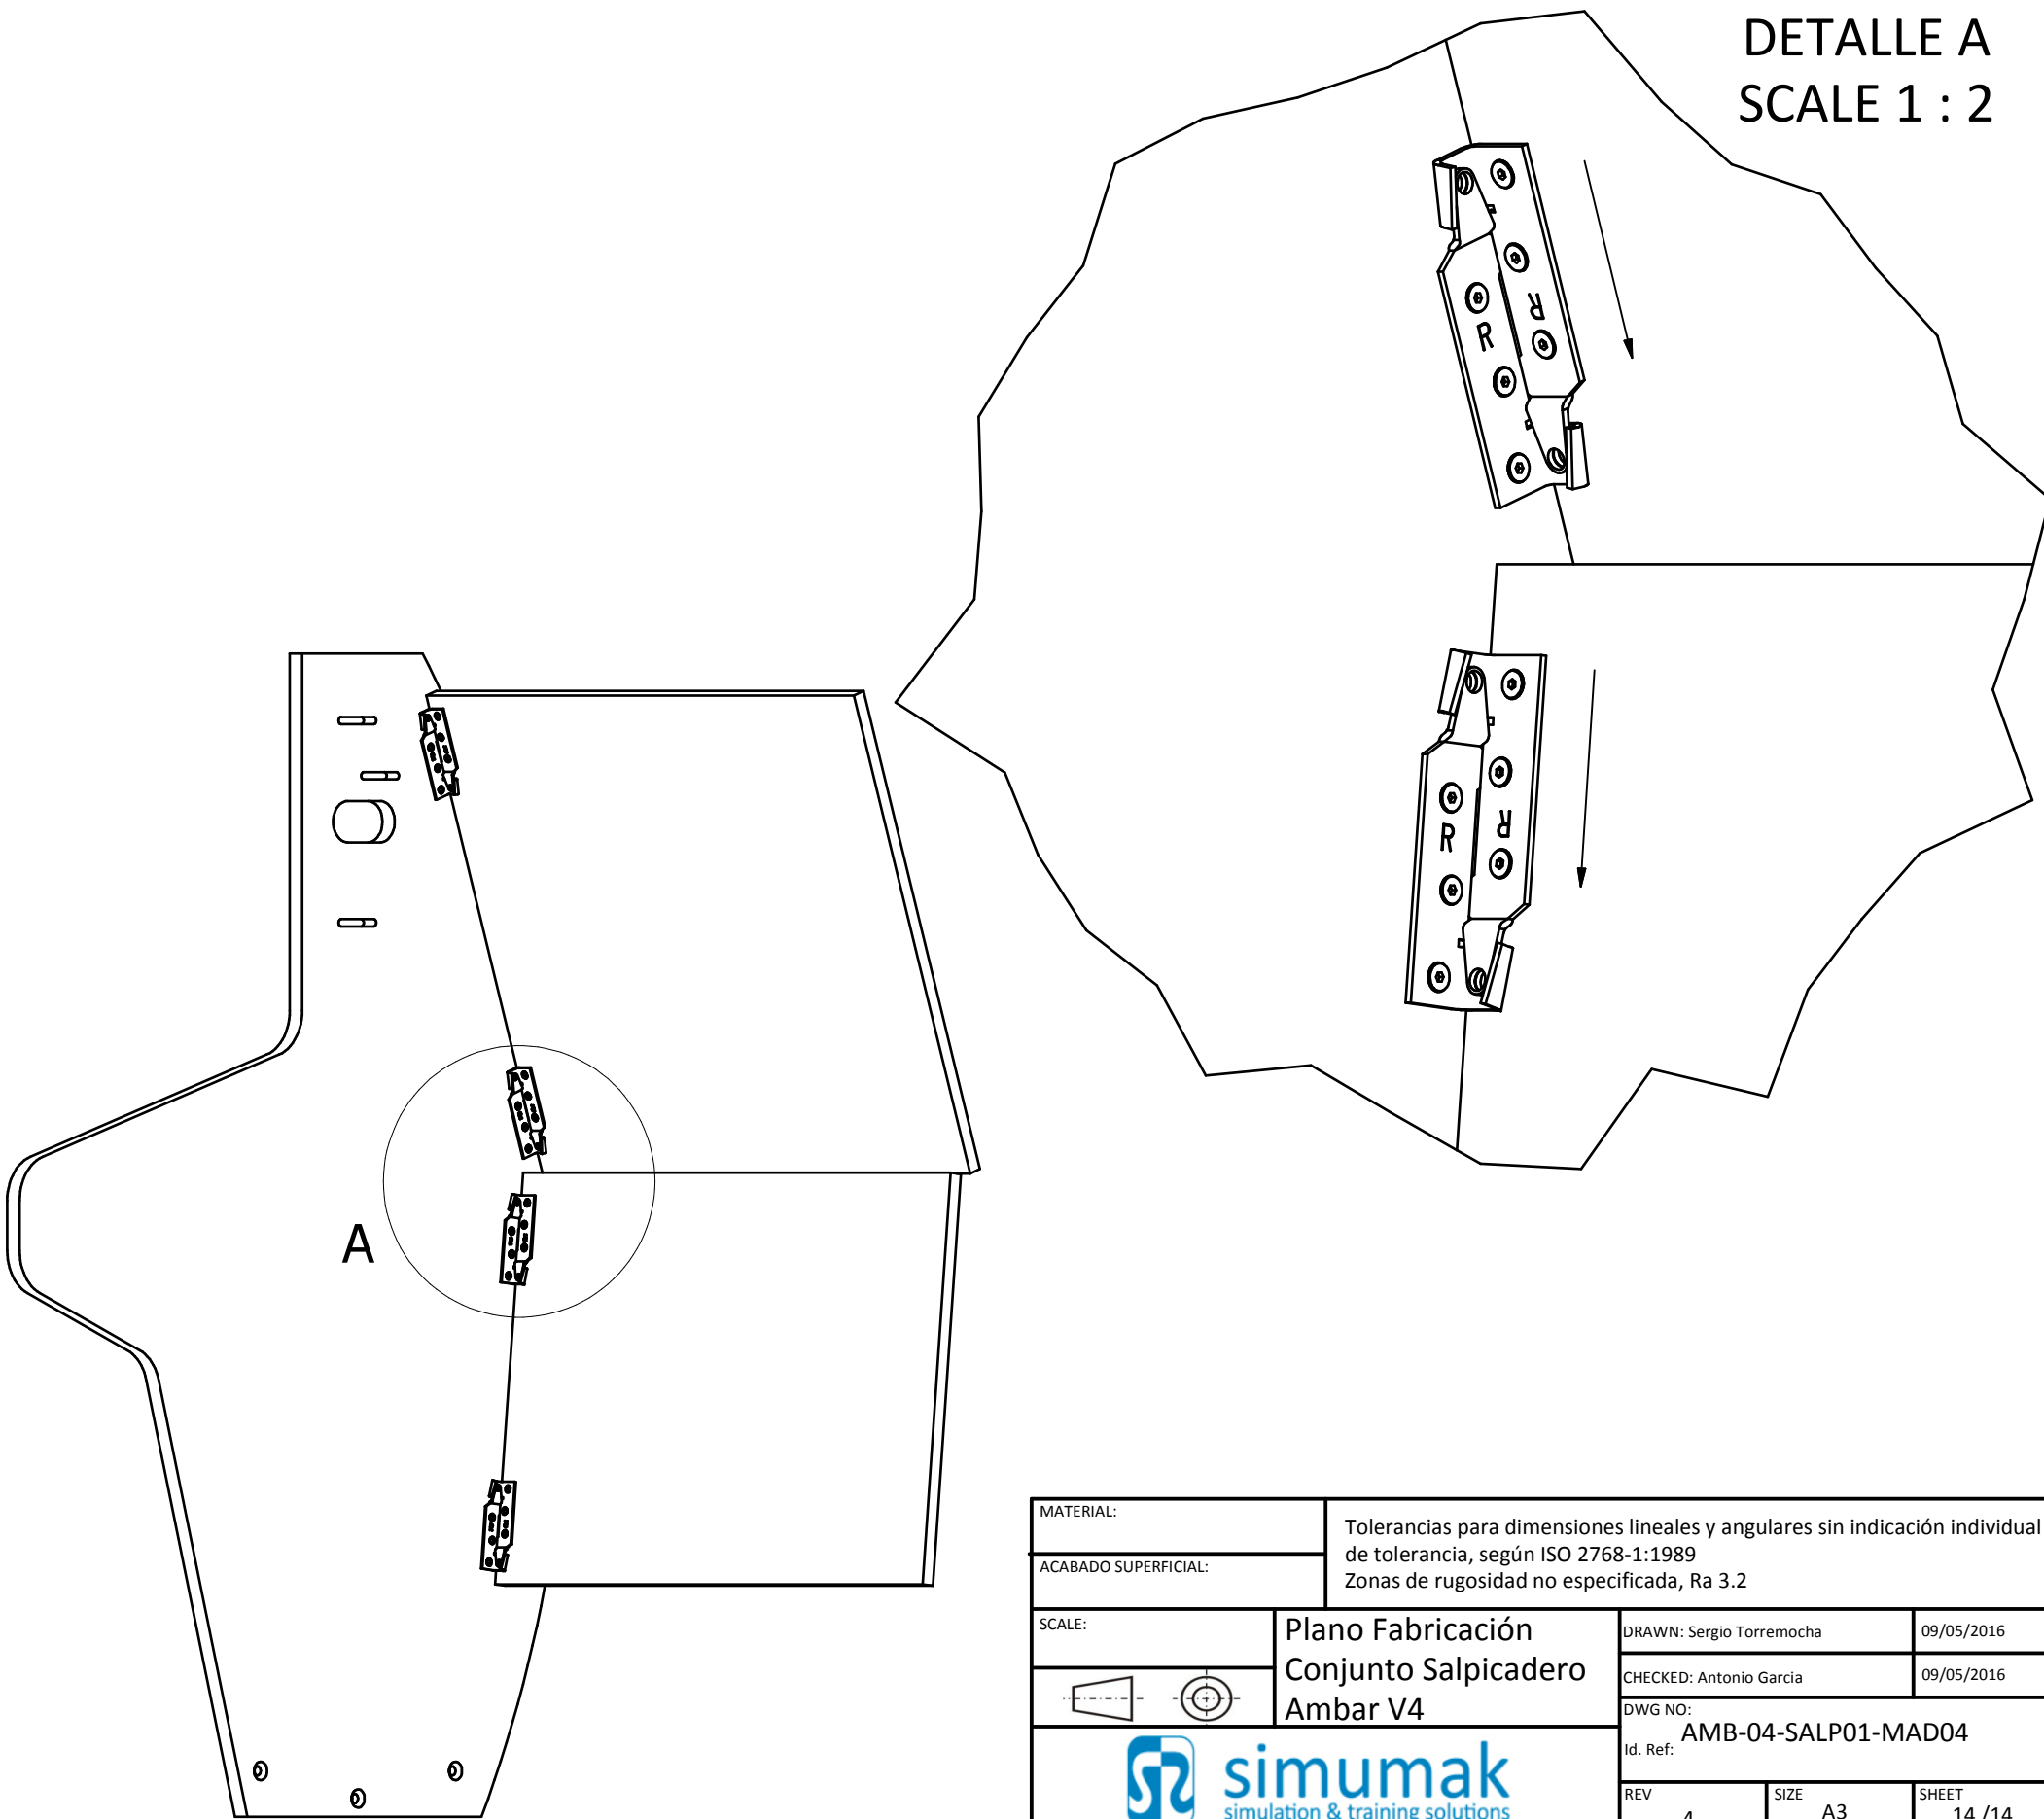 DETALLE A
SCALE 1 : 2
R
R
R
R
A
MATERIAL:
Tolerancias para dimensiones lineales y angulares sin indicación individual
de tolerancia, según ISO 2768-1:1989
Zonas de rugosidad no especificada, Ra 3.2
ACABADO SUPERFICIAL:
SCALE:
Plano Fabricación
Conjunto Salpicadero
Ambar V4
DRAWN: Sergio Torremocha
09/05/2016
CHECKED: Antonio Garcia
09/05/2016
DWG NO:
AMB-04-SALP01-MAD04
Id. Ref:
simumak
simulation & training solutions
REV
4
SIZE
A3
SHEET
14 /14